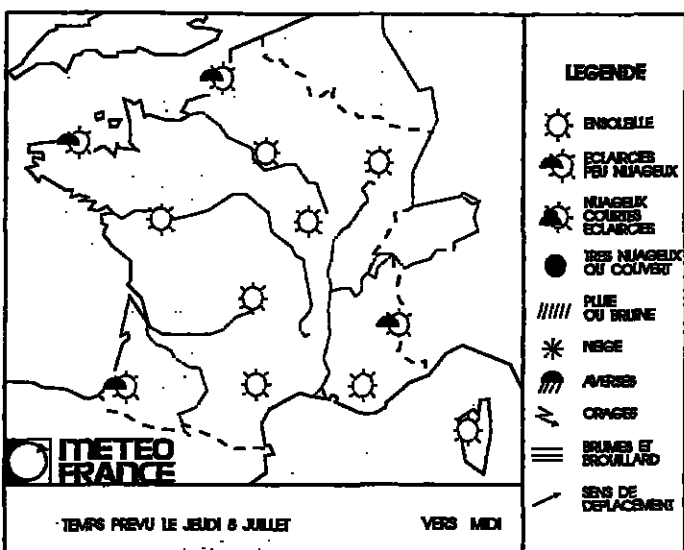 LEGENDE
ENSOLEILLE
ECLAIRCIES
PEU NUAGEUX
NUAGEUX
COURTES
ECLAIRCIES
TRES NUAGEUX
OU COUVERT
PLUIE
OU BRUINE
NEIGE
AVERSES
ORAGES
BRUMES ET
BROUILLARD
SENS DE
DEPLACEMENT
METEO
FRANCE
TEMPS PREVU LE JEUDI 8 JUILLET
VERS MIDI